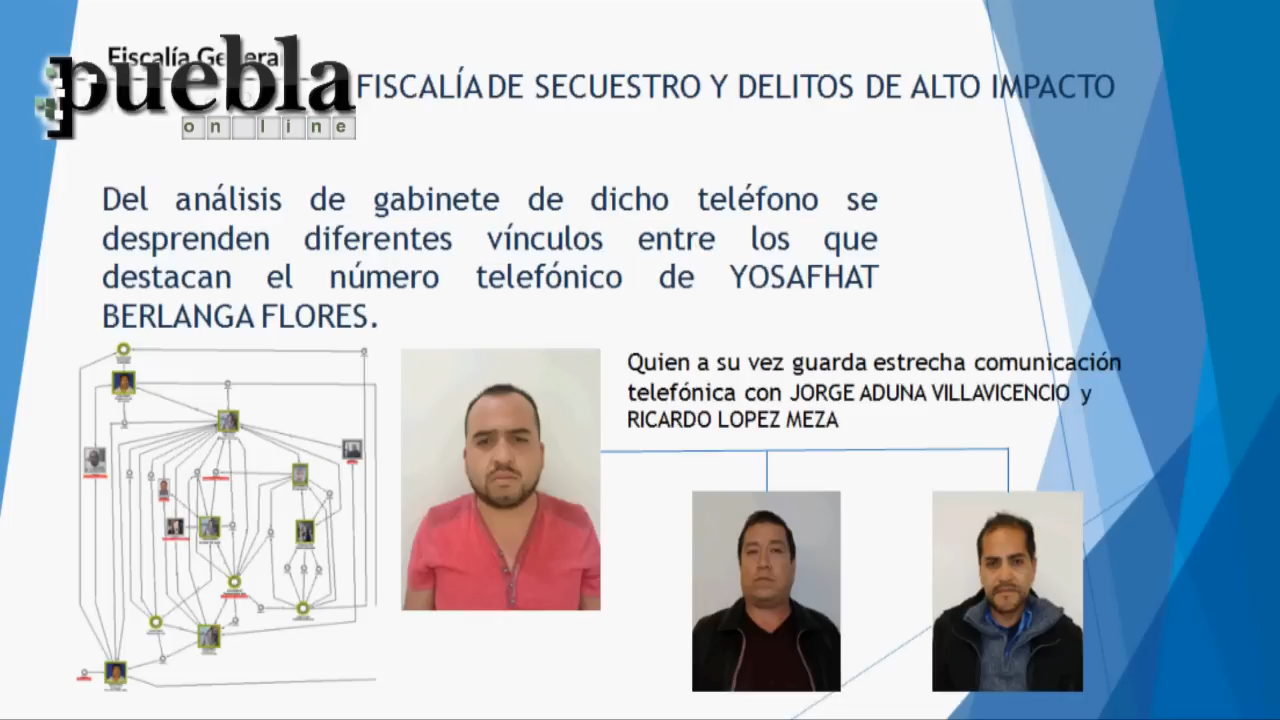 Fiscalía General
puebla
online
FISCALÍA DE SECUESTRO Y DELITOS DE ALTO IMPACTO
Del análisis de gabinete de dicho teléfono se
desprenden diferentes vínculos entre los que
destacan el número telefónico de YOSAFHAT
BERLANGA FLORES.
Quien a su vez guarda estrecha comunicación
telefónica con JORGE ADUNA VILLAVICENCIO y
RICARDO LOPEZ MEZA